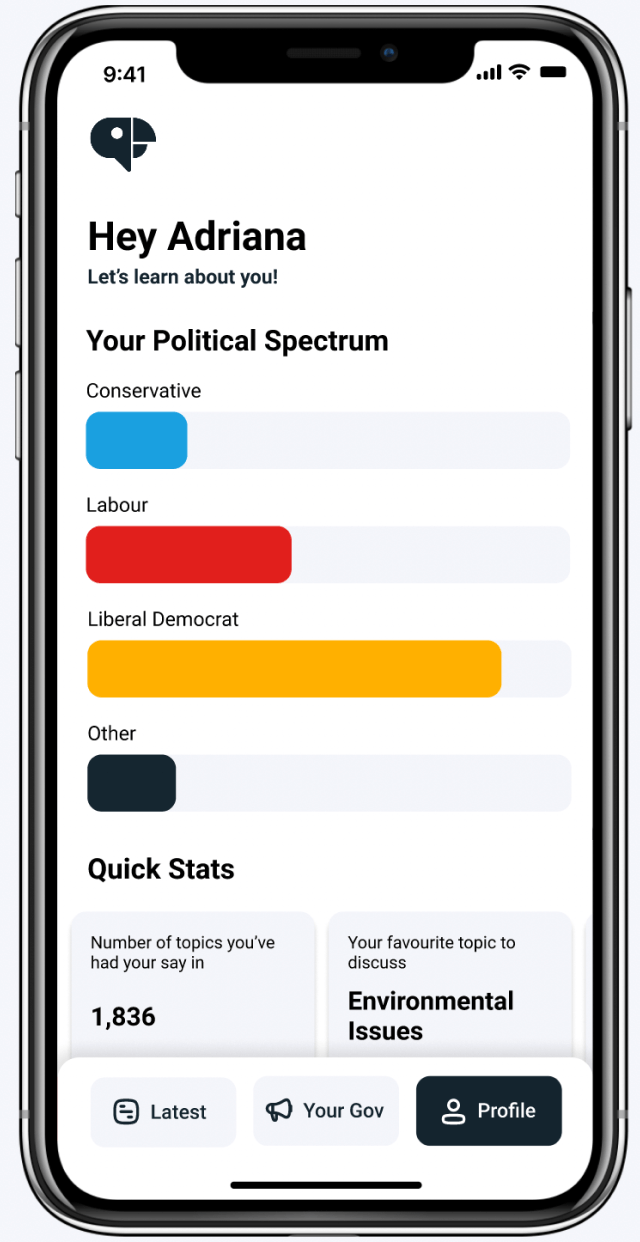 9:41
Hey Adriana
Let's learn about you!
Your Political Spectrum
Conservative
Labour
Liberal Democrat
Other
Quick Stats
Number of topics you've
had your say in
1,836
Your favourite topic to
discuss
Environmental
Issues
Latest
Your Gov
Profile